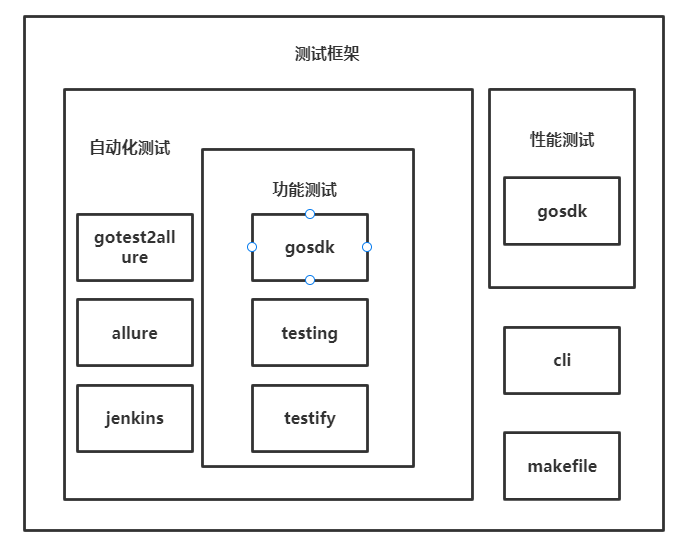 测试框架
自动化测试
gotest2all
ure
allure
jenkins
功能测试
gosdk
testing
testify
性能测试
gosdk
cli
makefile